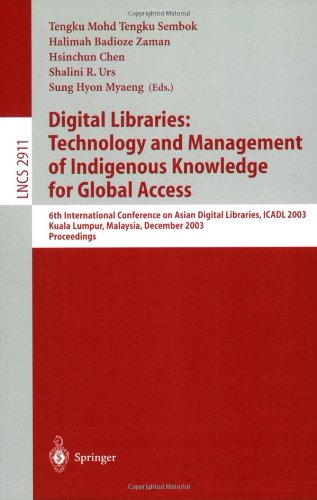 Tengku Mohd Tengku Sembok
Halimah Badioze Zaman
Hsinchun Chen
Shalini R. Urs
Sung Hyon Myaeng (Eds.)
LNCS 2911
Digital Libraries:
Technology and Management
of Indigenous Knowledge
for Global Access
6th International Conference on Asian Digital Libraries, ICADL 2003
Kuala Lumpur, Malaysia, December 2003
Proceedings
Springer